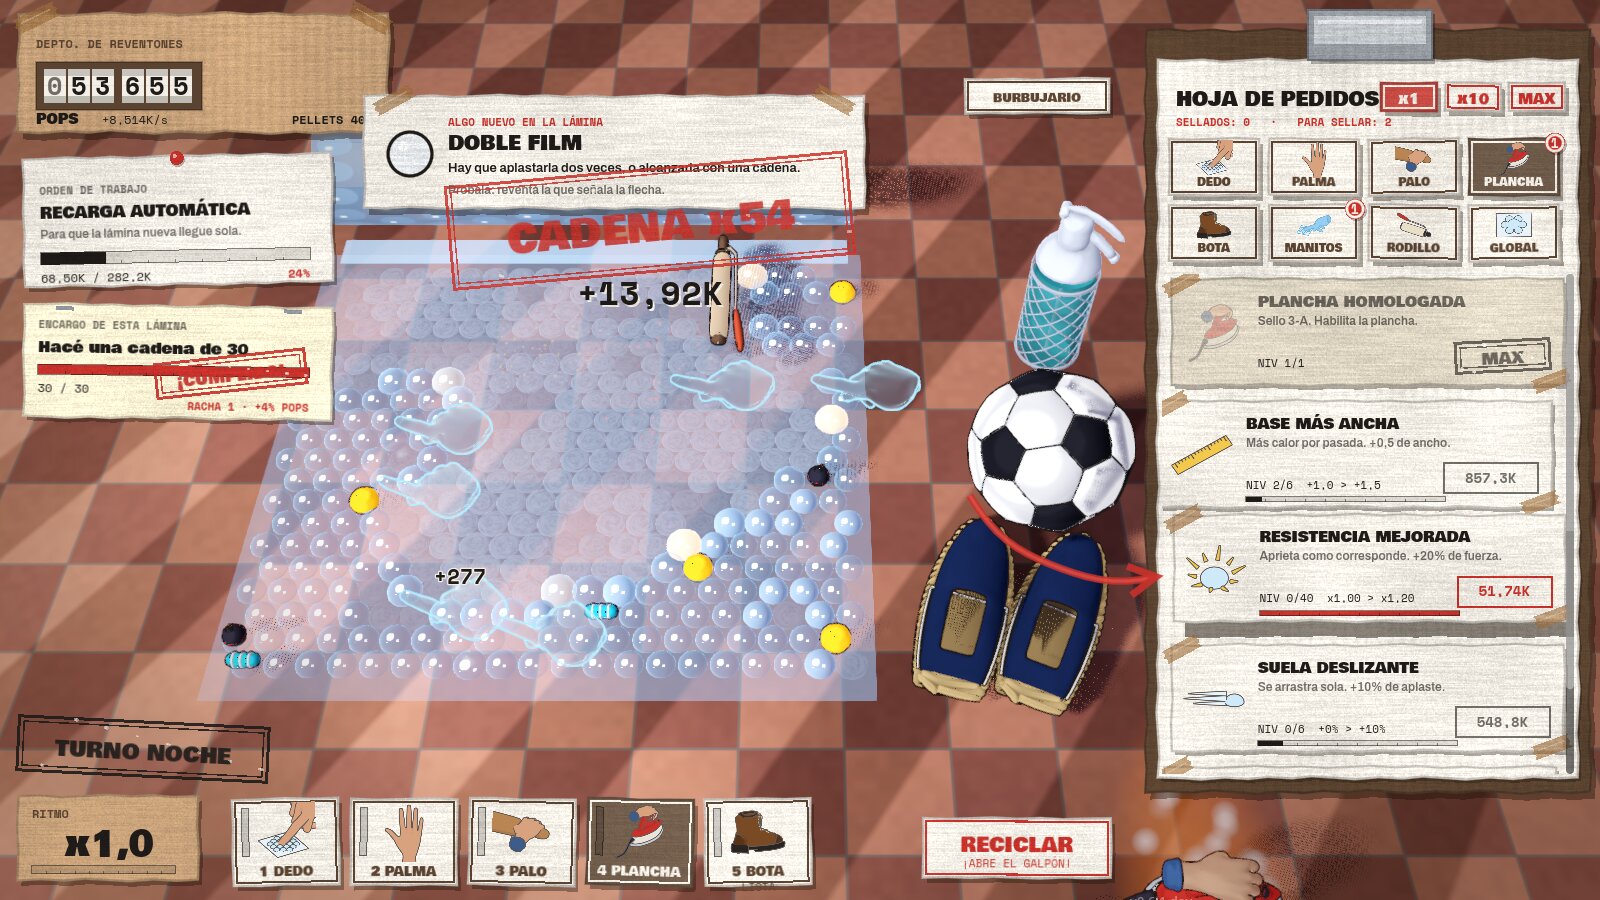 DEPTO. DE REVENTONES
053 655
POPS +8,514K/s PELLETS 40
ORDEN DE TRABAJO
RECARGA AUTOMÁTICA
Para que la lámina nueva llegue sola.
68,50K / 282.2K 24%
ENCARGO DE ESTA LÁMINA
Hacé una cadena de 30
30 / 30
RACHA 1 · +4% POPS
ALGO NUEVO EN LA LÁMINA
DOBLE FILM
Hay que aplastarla dos veces, o alcanzarla con una cadena.
Probala: reventá la que señala la flecha.
CADENA x54
+13,92K
+277
BURBUJARIO
HOJA DE PEDIDOS x1 x10 MAX
SELLADOS: 0 · PARA SELLAR: 2
DEDO
PALMA
PALO
PLANCHA
1
BOTA
MANITOS
1
RODILLO
GLOBAL
PLANCHA HOMOLOGADA
Sello 3-A. Habilita la plancha.
NIV 1/1
MAX
BASE MÁS ANCHA
Más calor por pasada. +0,5 de ancho.
NIV 2/6 +1.0 > +1.5
857,3K
RESISTENCIA MEJORADA
Aprieta como corresponde. +20% de fuerza.
NIV 0/40 x1.00 > x1.20
51,74K
SUELA DESLIZANTE
Se arrastra sola. +10% de aplaste.
NIV 0/6 +0% > +10%
548,8K
TURNO NOCHE
RITMO
x1,0
1 DEDO
2 PALMA
3 PALO
4 PLANCHA
5 BOTA
RECICLAR
¡ABRE EL GALPÓN!